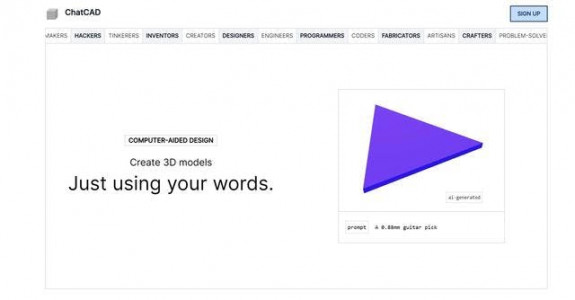 ChatCAD
SIGN UP
MAKERS HACKERS TINKERERS INVENTORS CREATORS DESIGNERS ENGINEERS PROGRAMMERS CODERS FABRICATORS ARTISANS CRAFTERS PROBLEM-SOLVE
COMPUTER-AIDED DESIGN
Create 3D models
Just using your words.
ai-generated
prompt a 0.88mm guitar pick